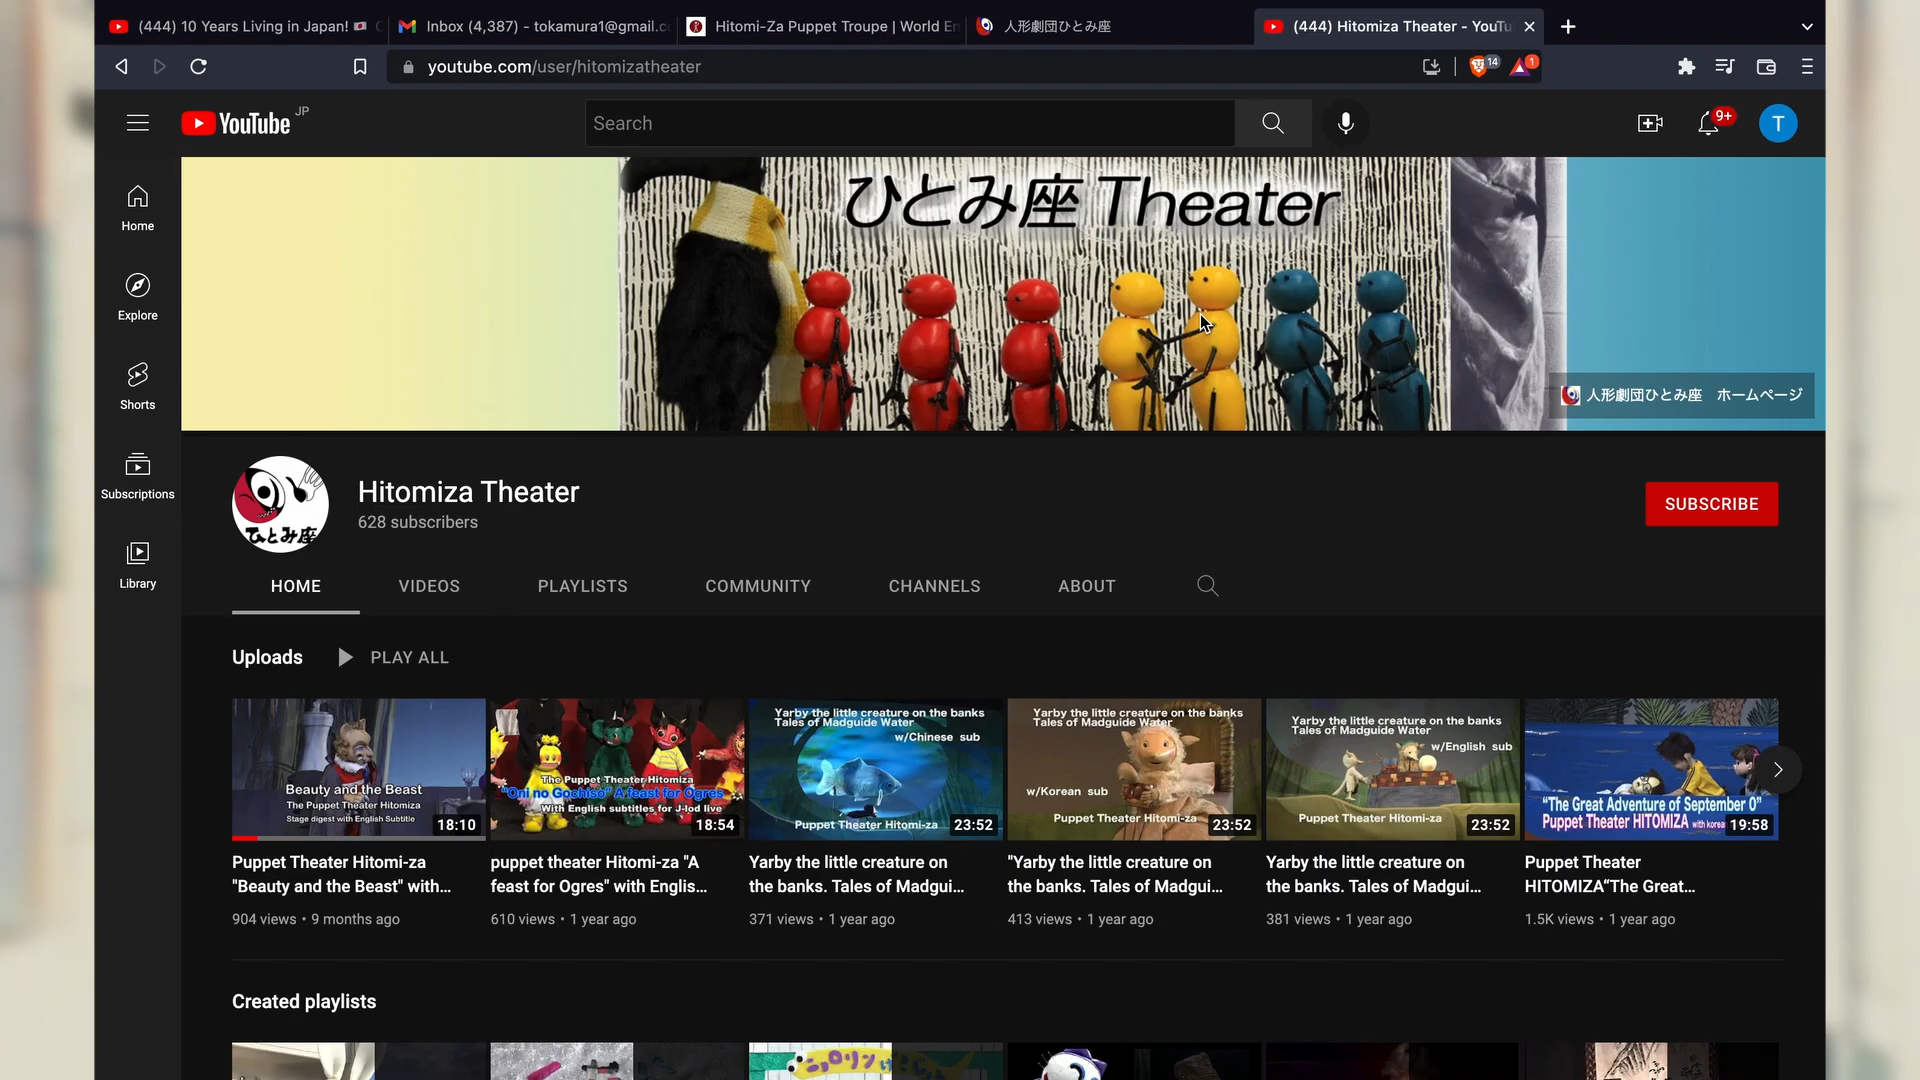 (444) 10 Years Living in Japan! 🇯🇵
Inbox (4,387) - tokamura1@gmail.c
Hitomi-Za Puppet Troupe | World E
人形劇団ひとみ座
(444) Hitomiza Theater - YouTu
youtube.com/user/hitomizatheater
14
1
YouTube JP
Search
9+
T
Home
Explore
Shorts
Subscriptions
Library
ひとみ座 Theater
人形劇団ひとみ座 ホームページ
ひとみ座
Hitomiza Theater
628 subscribers
SUBSCRIBE
HOME VIDEOS PLAYLISTS COMMUNITY CHANNELS ABOUT
Uploads PLAY ALL
Beauty and the Beast
The Puppet Theater Hitomiza
Stage digest with English Subtitle
18:10
Puppet Theater Hitomi-za
"Beauty and the Beast" with...
904 views • 9 months ago
The Puppet Theater Hitomiza
"Oni no Gochiso" A feast for Ogres"
With English subtitles for J-lod live
18:54
puppet theater Hitomi-za "A
feast for Ogres" with Englis...
610 views • 1 year ago
Yarby the little creature on the banks
Tales of Madguide Water
w/Chinese sub
Puppet Theater Hitomi-za
23:52
Yarby the little creature on
the banks. Tales of Madgui...
371 views • 1 year ago
Yarby the little creature on the banks
Tales of Madguide Water
w/Korean sub
Puppet Theater Hitomi-za
23:52
"Yarby the little creature on
the banks. Tales of Madgui...
413 views • 1 year ago
Yarby the little creature on the banks
Tales of Madguide Water
w/English sub
Puppet Theater Hitomi-za
23:52
Yarby the little creature on
the banks. Tales of Madgui...
381 views • 1 year ago
"The Great Adventure of September 0"
Puppet Theater HITOMIZA with korea
19:58
Puppet Theater
HITOMIZA“The Great...
1.5K views • 1 year ago
Created playlists